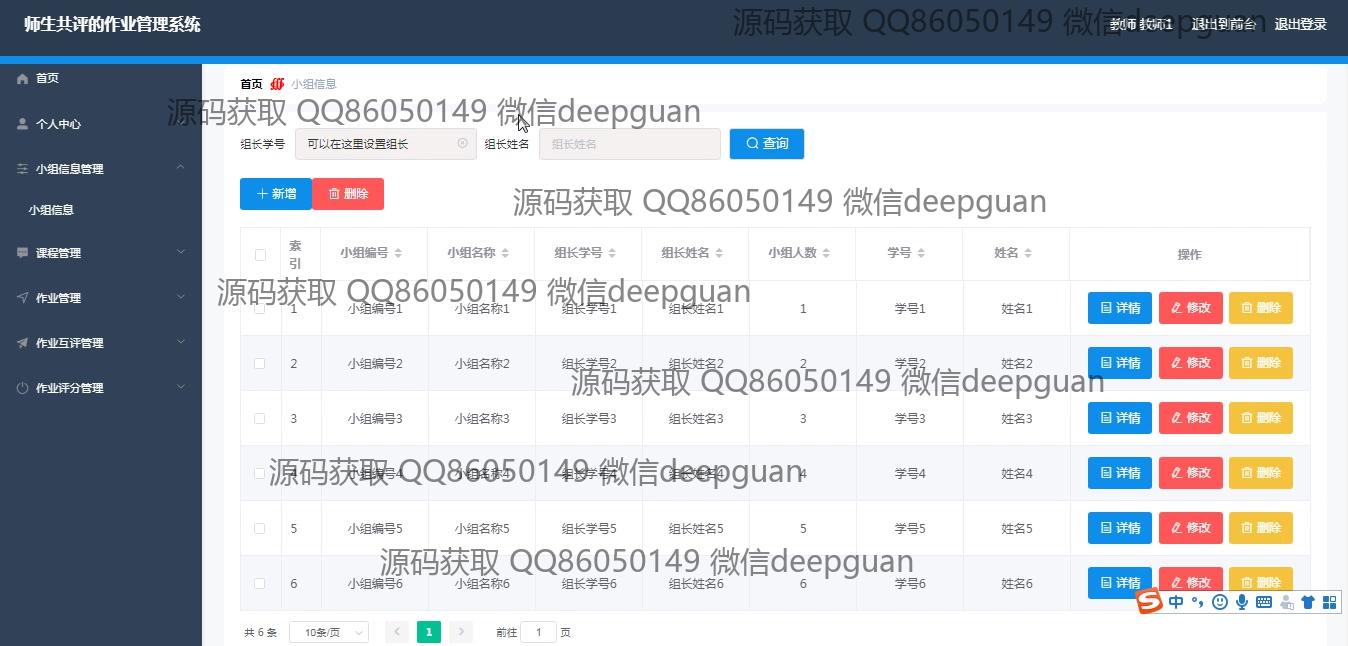 师生共评的作业管理系统
教师 教师1 退出到前台 退出登录
源码获取 QQ86050149 微信deepguan
首页
个人中心
小组信息管理
小组信息
课程管理
作业管理
作业互评管理
作业评分管理
首页 小组信息
源码获取 QQ86050149 微信deepguan
组长学号 可以在这里设置组长 组长姓名 组长姓名 查询
新增 删除
源码获取 QQ86050149 微信deepguan
索引 小组编号 小组名称 组长学号 组长姓名 小组人数 学号 姓名 操作
源码获取 QQ86050149 微信deepguan
1 小组编号1 小组名称1 组长学号1 组长姓名1 1 学号1 姓名1 详情 修改 删除
2 小组编号2 小组名称2 组长学号2 组长姓名2 2 学号2 姓名2 详情 修改 删除
源码获取 QQ86050149 微信deepguan
3 小组编号3 小组名称3 组长学号3 组长姓名3 3 学号3 姓名3 详情 修改 删除
4 小组编号4 小组名称4 组长学号4 组长姓名4 4 学号4 姓名4 详情 修改 删除
源码获取 QQ86050149 微信deepguan
5 小组编号5 小组名称5 组长学号5 组长姓名5 5 学号5 姓名5 详情 修改 删除
源码获取 QQ86050149 微信deepguan
6 小组编号6 小组名称6 组长学号6 组长姓名6 6 学号6 姓名6 详情 修改 删除
中
共 6 条 10条/页 1 前往 1 页